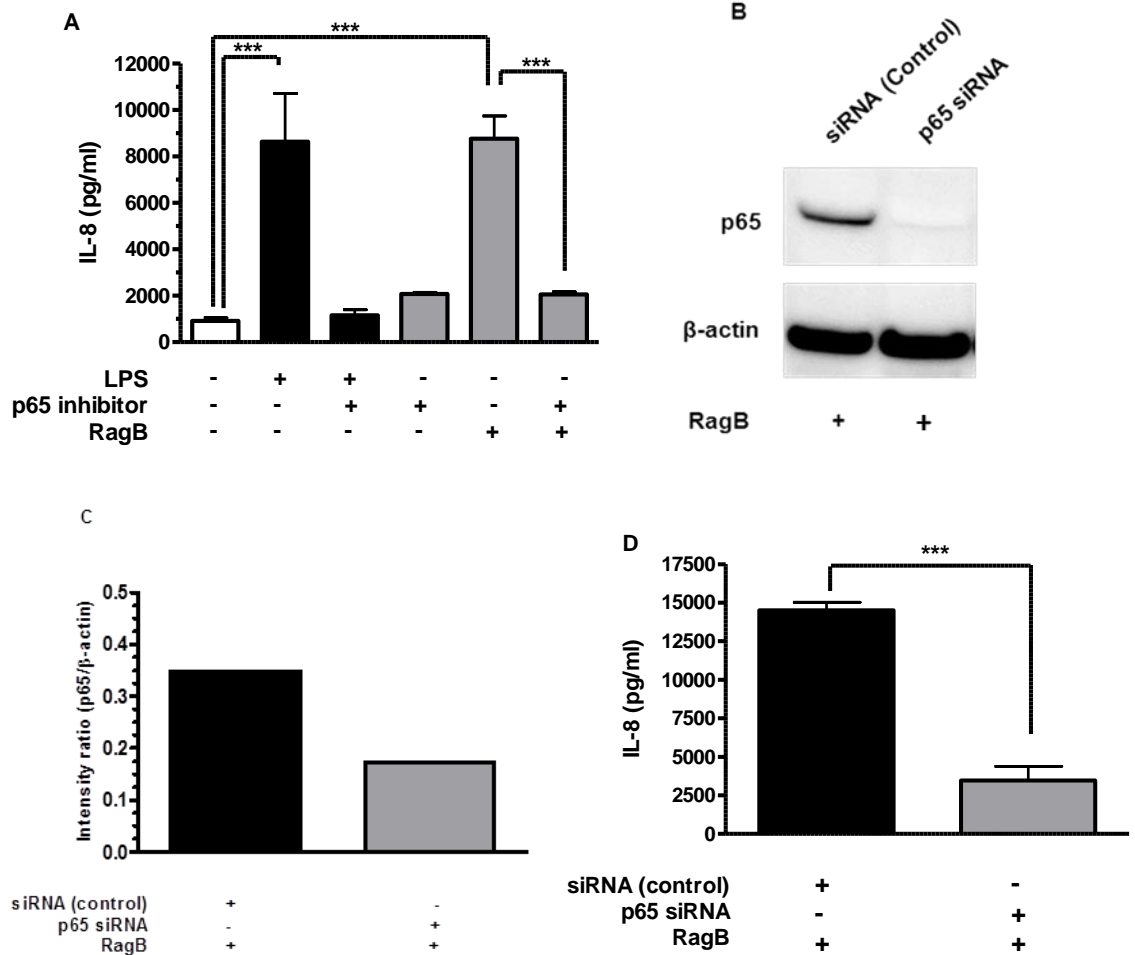 A
*** 
***
***
12000
10000
8000
6000
4000
2000
0
IL-8 (pg/ml)
LPS - + + - - -
p65 inhibitor - - + + - +
RagB - - - - + +
B
siRNA (Control)
p65 siRNA
p65
β-actin
RagB + +
C
0.5
0.4
0.3
0.2
0.1
0.0
Intensity ratio (p65/β-actin)
siRNA (control) + -
p65 siRNA - +
RagB + +
D
***
17500
15000
12500
10000
7500
5000
2500
0
IL-8 (pg/ml)
siRNA (control) + -
p65 siRNA - +
RagB + +